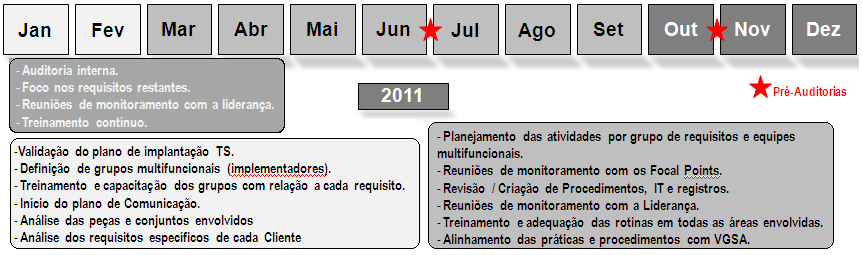 Jan Fev Mar Abr Mai Jun Jul Ago Set Out Nov Dez
- Auditoria interna.
- Foco nos requisitos restantes.
- Reuniões de monitoramento com a liderança.
- Treinamento contínuo.
2011
Pré-Auditorias
-Validação do plano de implantação TS.
- Definição de grupos multifuncionais (implementadores).
- Treinamento e capacitação dos grupos com relação a cada requisito.
- Início do plano de Comunicação.
- Análise das peças e conjuntos envolvidos
- Análise dos requisitos específicos de cada Cliente
- Planejamento das atividades por grupo de requisitos e equipes
multifuncionais.
- Reuniões de monitoramento com os Focal Points.
- Revisão / Criação de Procedimentos, IT e registros.
- Reuniões de monitoramento com a Liderança.
- Treinamento e adequação das rotinas em todas as áreas envolvidas.
- Alinhamento das práticas e procedimentos com VGSA.